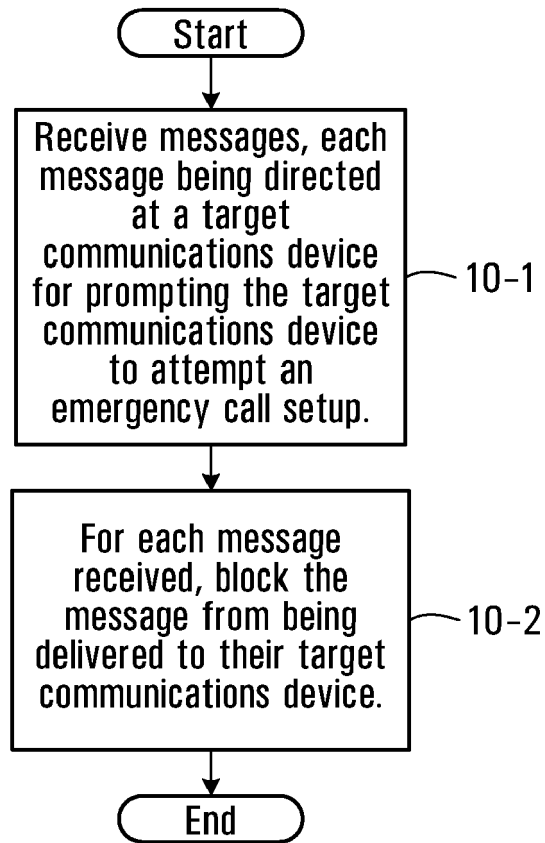 Start
Receive messages, each
message being directed
at a target
communications device
for prompting the target
communications device
to attempt an
emergency call setup.
10-1
For each message
received, block the
message from being
delivered to their target
communications device.
10-2
End